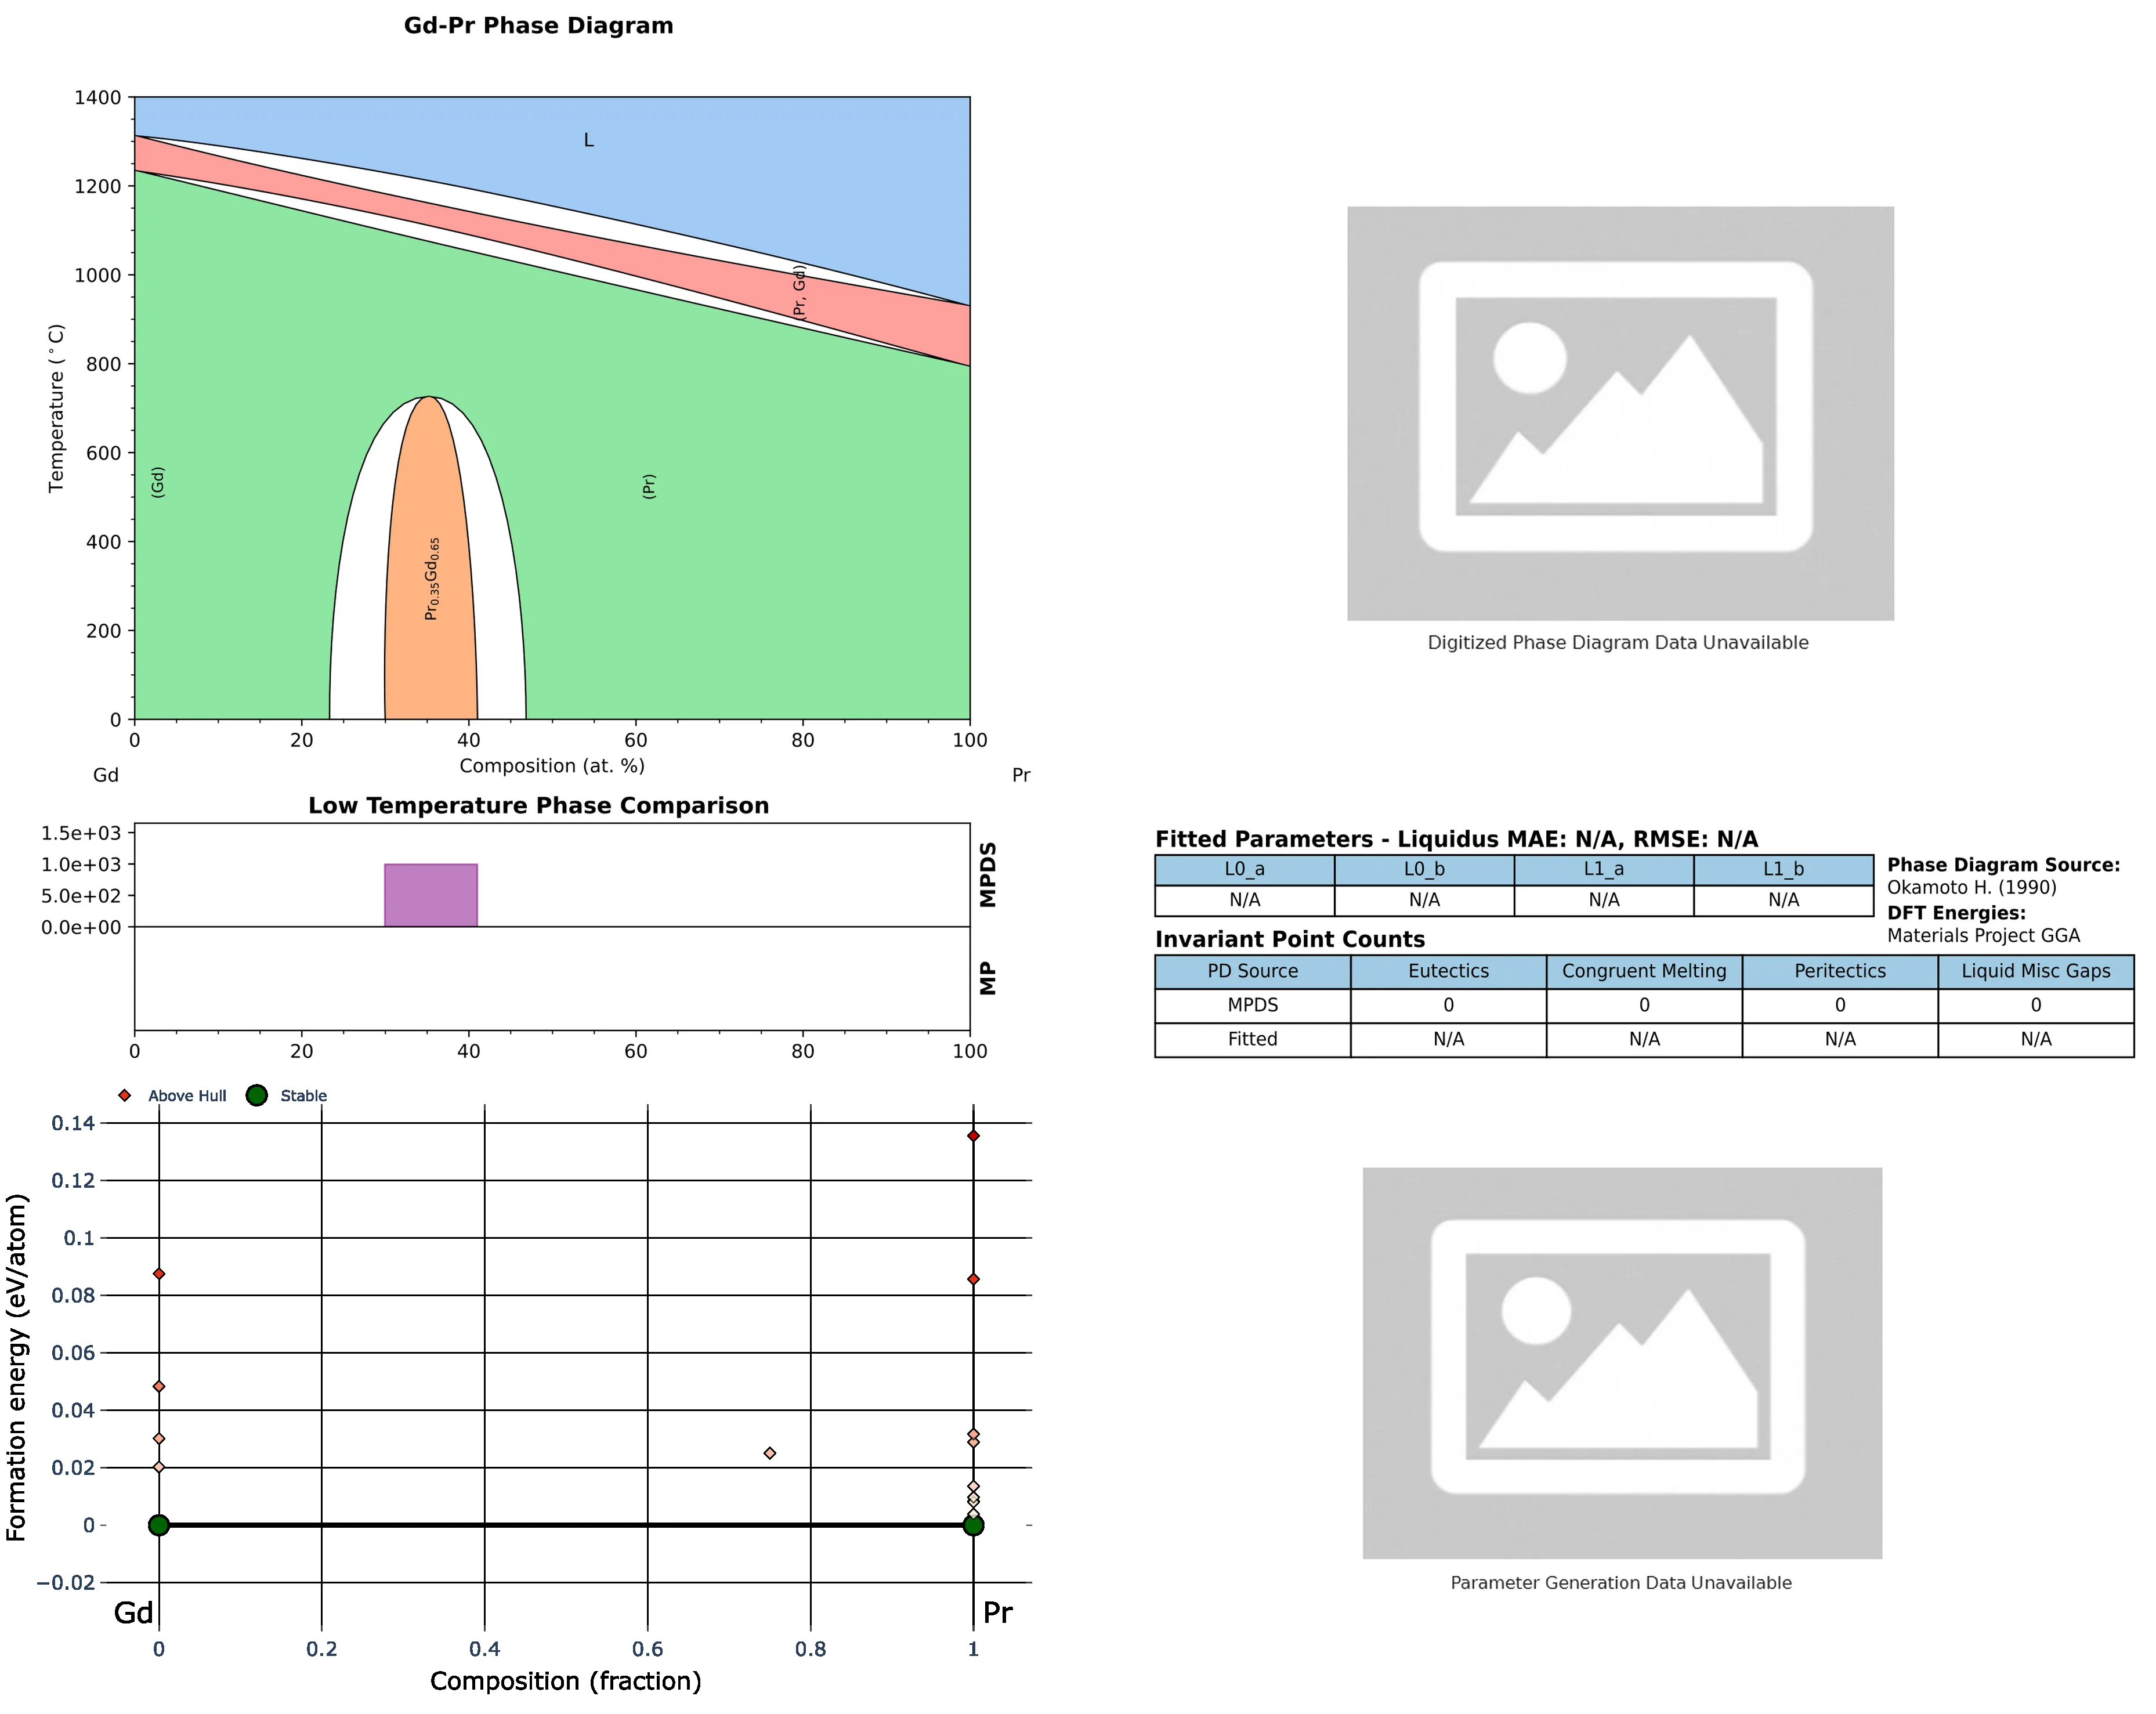 Gd-Pr Phase Diagram
1400
1200
1000
800
600
400
200
0
Temperature (°C)
L
(Pr, Gd)
(Gd)
(Pr)
Pr0.35Gd0.65
0 20 40 60 80 100
Composition (at. %)
Gd Pr
Digitized Phase Diagram Data Unavailable
Low Temperature Phase Comparison
1.5e+03
1.0e+03
5.0e+02
0.0e+00
MPDS
MP
0 20 40 60 80 100
Fitted Parameters - Liquidus MAE: N/A, RMSE: N/A
L0_a L0_b L1_a L1_b
N/A N/A N/A N/A
Phase Diagram Source:
Okamoto H. (1990)
DFT Energies:
Materials Project GGA
Invariant Point Counts
PD Source Eutectics Congruent Melting Peritectics Liquid Misc Gaps
MPDS 0 0 0 0
Fitted N/A N/A N/A N/A
Above Hull Stable
0.14
0.12
0.1
0.08
0.06
0.04
0.02
0
−0.02
Formation energy (eV/atom)
Gd Pr
0 0.2 0.4 0.6 0.8 1
Composition (fraction)
Parameter Generation Data Unavailable